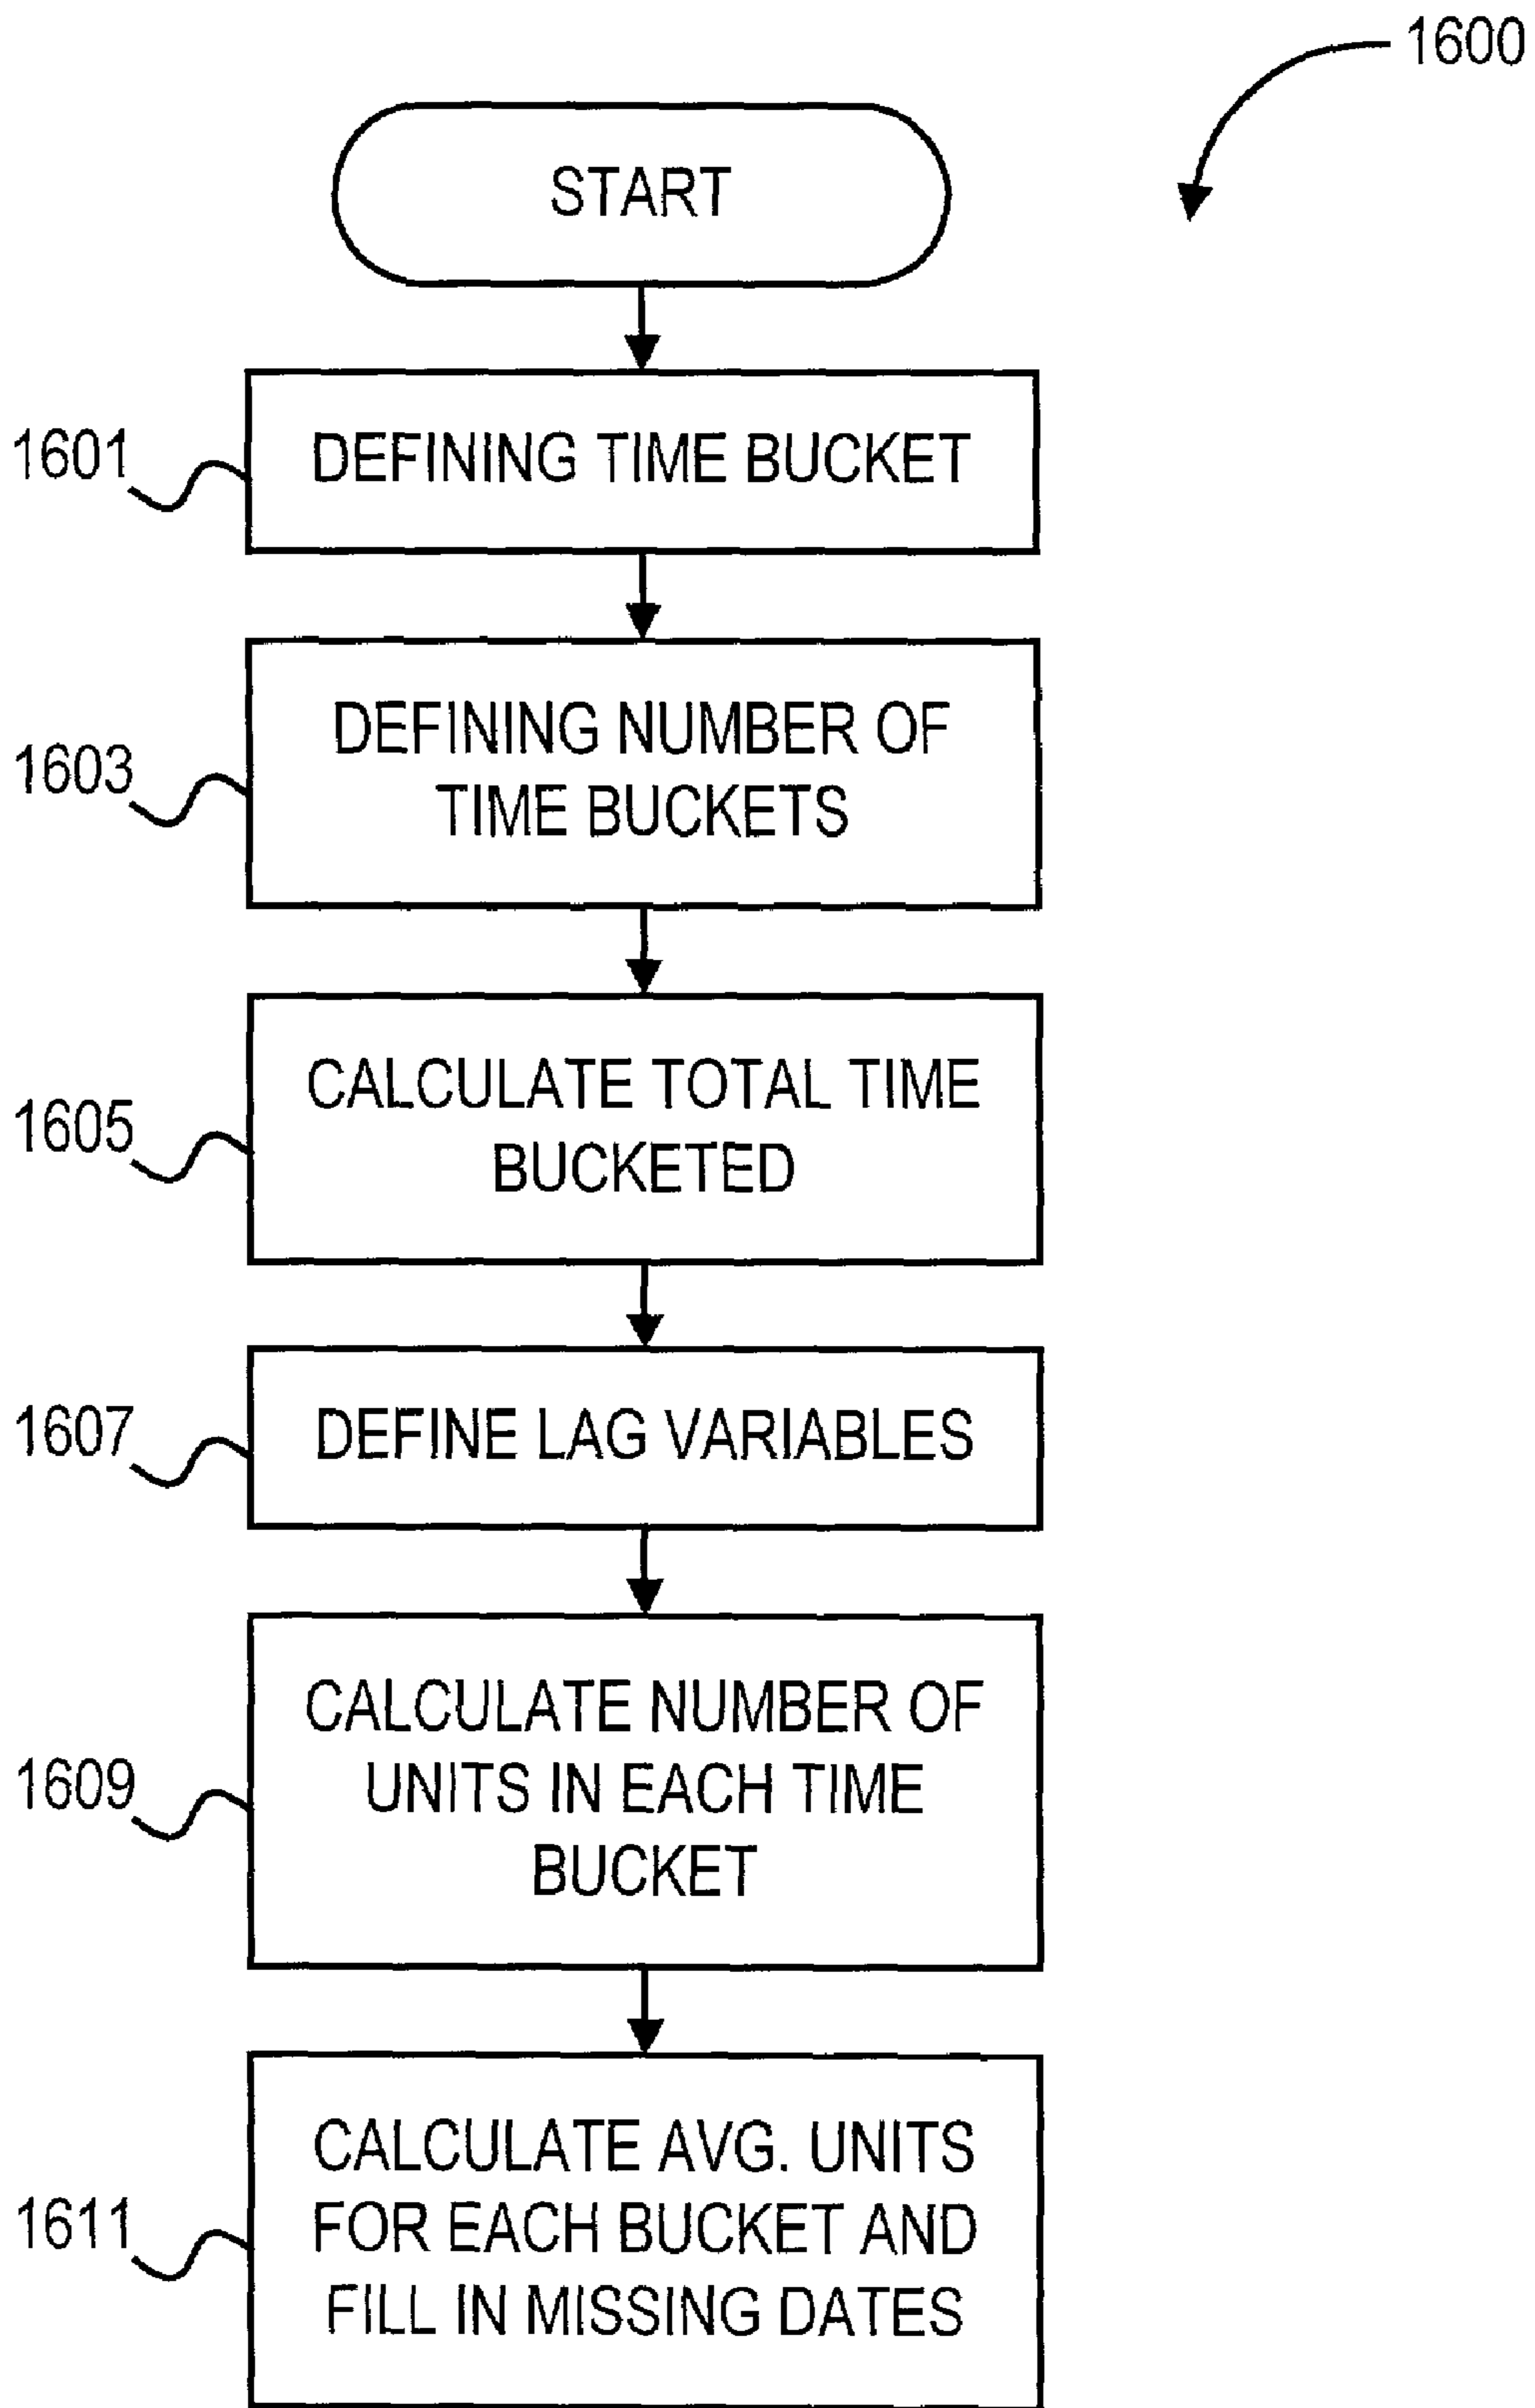 1600
START
1601
DEFINING TIME BUCKET
1603
DEFINING NUMBER OF
TIME BUCKETS
1605
CALCULATE TOTAL TIME
BUCKETED
1607
DEFINE LAG VARIABLES
1609
CALCULATE NUMBER OF
UNITS IN EACH TIME
BUCKET
1611
CALCULATE AVG. UNITS
FOR EACH BUCKET AND
FILL IN MISSING DATES